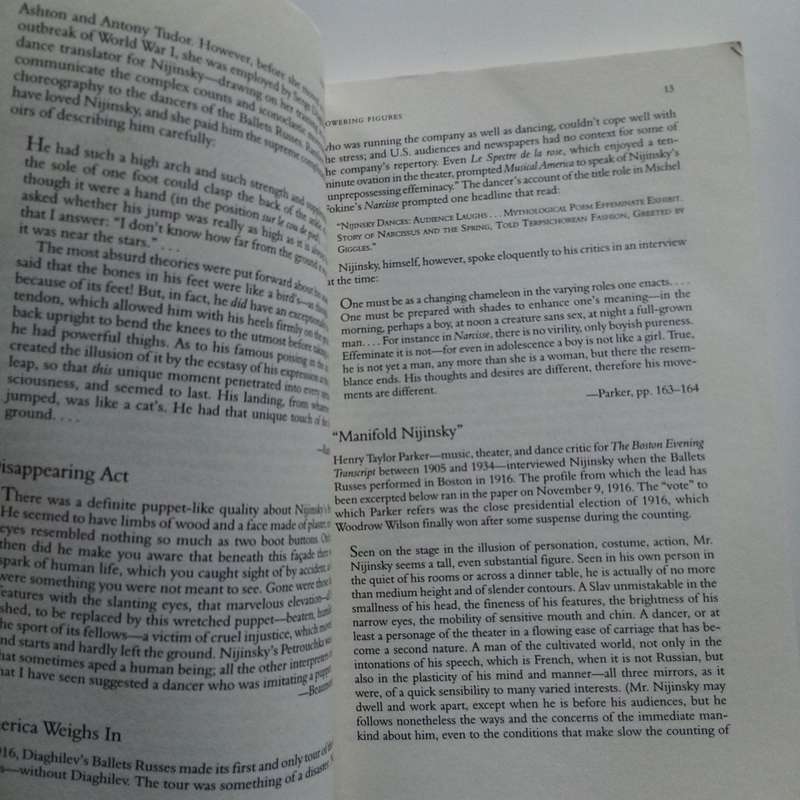 Ashton and Antony Tudor. However, before she moved
outbreak of World War I, she was employed by Serge
dance translator for Nijinsky—drawing on her training
communicate the complex counts and iconoclastic
choreography to the dancers of the Ballets Russes.
have loved Nijinsky, and she paid him the supreme
oirs of describing him carefully:
He had such a high arch and such strength and
the sole of one foot could clasp the back of the
though it were a hand (in the position sur le cou de pied).
asked whether his jump was really as high as it is always
that I answer: "I don't know how far from the ground it
it was near the stars." . . .
The most absurd theories were put forward about his
said that the bones in his feet were like a bird's—as
because of its feet! But, in fact, he did have an exceptionally
tendon, which allowed him with his heels firmly on the
back upright to bend the knees to the utmost before taking
he had powerful thighs. As to his famous posing in the
created the illusion of it by the ecstasy of his expression
leap, so that this unique moment penetrated into every
sciousness, and seemed to last. His landing, from whatever
jumped, was like a cat's. He had that unique touch of the
ground. . . .
isappearing Act
There was a definite puppet-like quality about Nijinsky's
He seemed to have limbs of wood and a face made of plaster,
eyes resembled nothing so much as two boot buttons.
then did he make you aware that beneath this façade there
spark of human life, which you caught sight of by accident,
were something you were not meant to see. Gone were those
features with the slanting eyes, that marvelous elevation
shed, to be replaced by this wretched puppet—beaten,
he sport of its fellows—a victim of cruel injustice, which
nd starts and hardly left the ground. Nijinsky's Petrouchka
hat sometimes aped a human being; all the other interpreters
hat I have seen suggested a dancer who was imitating a puppet
—Beaumont
erica Weighs In
16, Diaghilev's Ballets Russes made its first and only tour of
s—without Diaghilev. The tour was something of a disaster.
OWERING FIGURES
13
who was running the company as well as dancing, couldn't cope well with
he stress; and U.S. audiences and newspapers had no context for some of
he company's repertory. Even Le Spectre de la rose, which enjoyed a ten-
minute ovation in the theater, prompted Musical America to speak of Nijinsky's
"unprepossessing effeminacy." The dancer's account of the title role in Michel
Fokine's Narcisse prompted one headline that read:
"Nijinsky Dances: Audience Laughs . . . Mythological Poem Effeminate Exhibit.
Story of Narcissus and the Spring, Told Terpsichorean Fashion, Greeted by
Giggles."
Nijinsky, himself, however, spoke eloquently to his critics in an interview
at the time:
One must be as a changing chameleon in the varying roles one enacts. . . .
One must be prepared with shades to enhance one's meaning—in the
morning, perhaps a boy, at noon a creature sans sex, at night a full-grown
man. . . . For instance in Narcisse, there is no virility, only boyish pureness.
Effeminate it is not—for even in adolescence a boy is not like a girl. True,
he is not yet a man, any more than she is a woman, but there the resem-
blance ends. His thoughts and desires are different, therefore his move-
ments are different.
—Parker, pp. 163–164
"Manifold Nijinsky"
Henry Taylor Parker—music, theater, and dance critic for The Boston Evening
Transcript between 1905 and 1934—interviewed Nijinsky when the Ballets
Russes performed in Boston in 1916. The profile from which the lead has
been excerpted below ran in the paper on November 9, 1916. The "vote" to
which Parker refers was the close presidential election of 1916, which
Woodrow Wilson finally won after some suspense during the counting.
Seen on the stage in the illusion of personation, costume, action, Mr.
Nijinsky seems a tall, even substantial figure. Seen in his own person in
the quiet of his rooms or across a dinner table, he is actually of no more
than medium height and of slender contours. A Slav unmistakable in the
smallness of his head, the fineness of his features, the brightness of his
narrow eyes, the mobility of sensitive mouth and chin. A dancer, or at
least a personage of the theater in a flowing ease of carriage that has be-
come a second nature. A man of the cultivated world, not only in the
intonations of his speech, which is French, when it is not Russian, but
also in the plasticity of his mind and manner—all three mirrors, as it
were, of a quick sensibility to many varied interests. (Mr. Nijinsky may
dwell and work apart, except when he is before his audiences, but he
follows nonetheless the ways and the concerns of the immediate man-
kind about him, even to the conditions that make slow the counting of